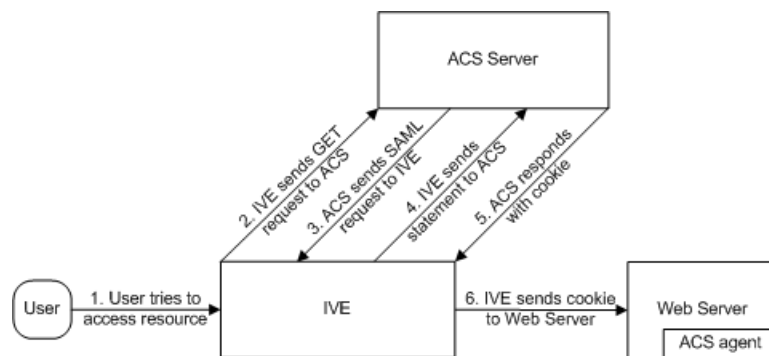 ACS Server
2. IVE sends GET
request to ACS
3. ACS sends SAML
request to IVE
4. IVE sends
statement to ACS
5. ACS responds
with cookie
User
1. User tries to
access resource
IVE
6. IVE sends cookie
to Web Server
Web Server
ACS agent